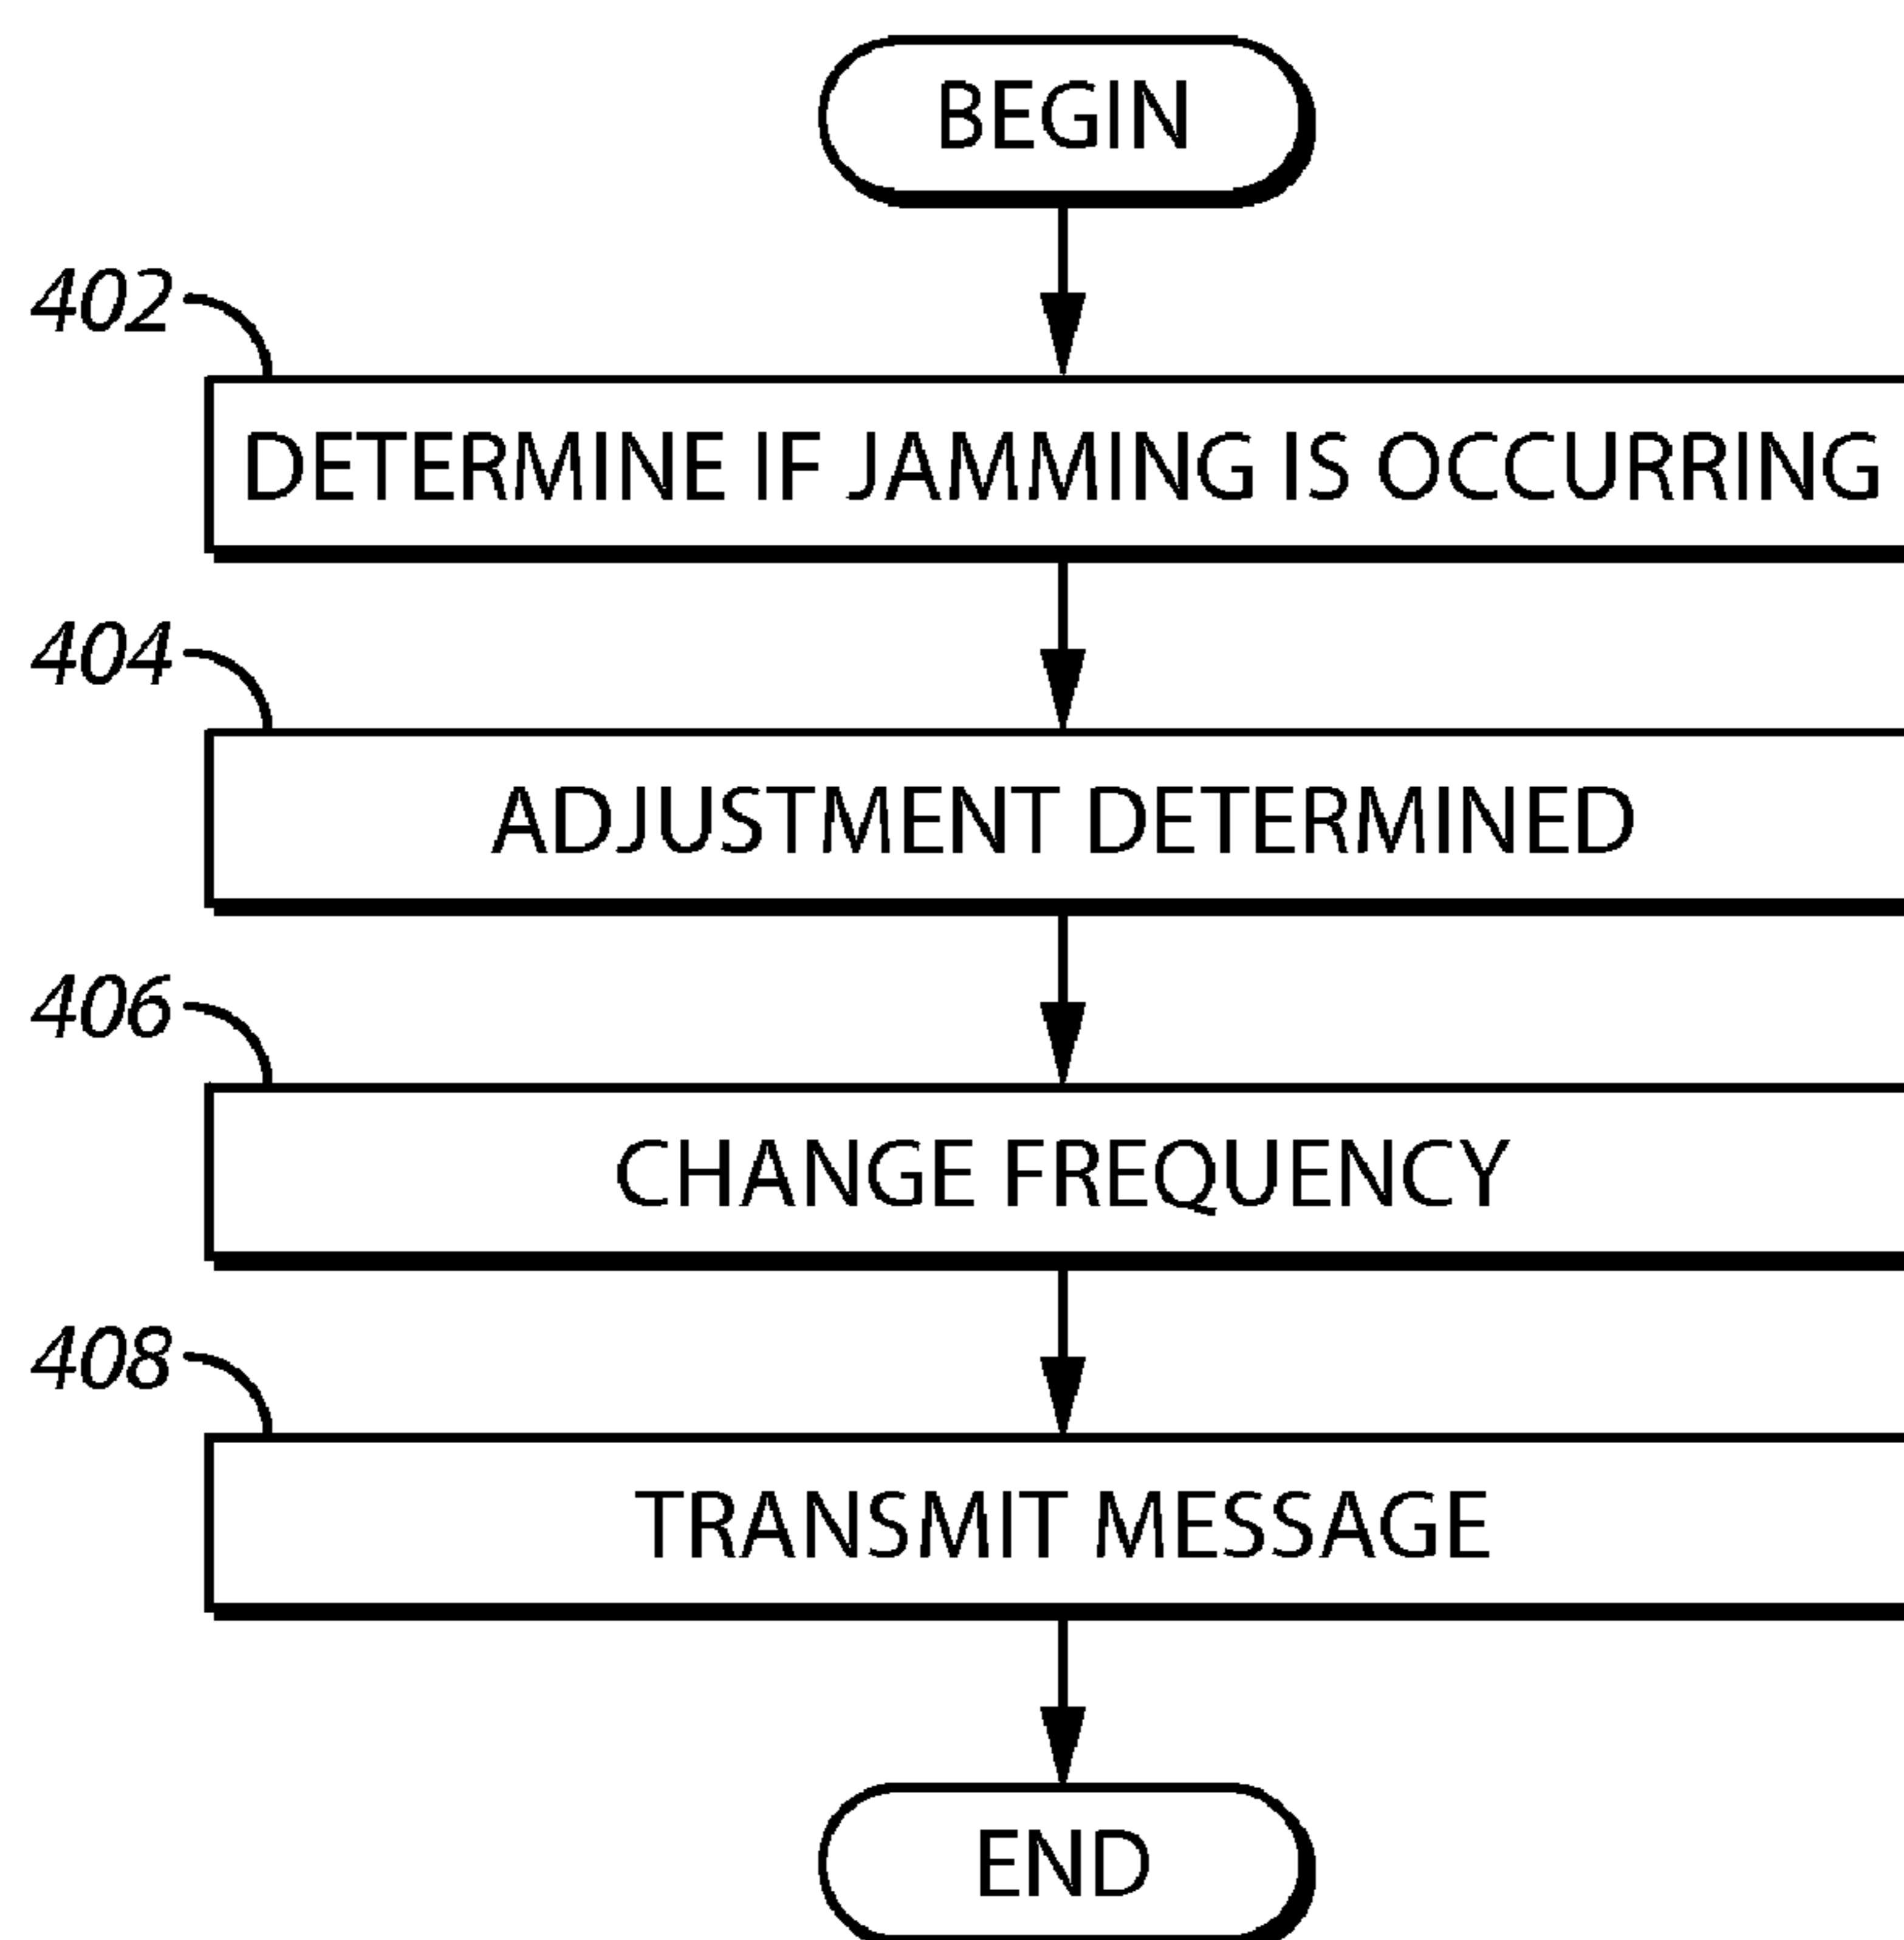 BEGIN
402
DETERMINE IF JAMMING IS OCCURRING
404
ADJUSTMENT DETERMINED
406
CHANGE FREQUENCY
408
TRANSMIT MESSAGE
END